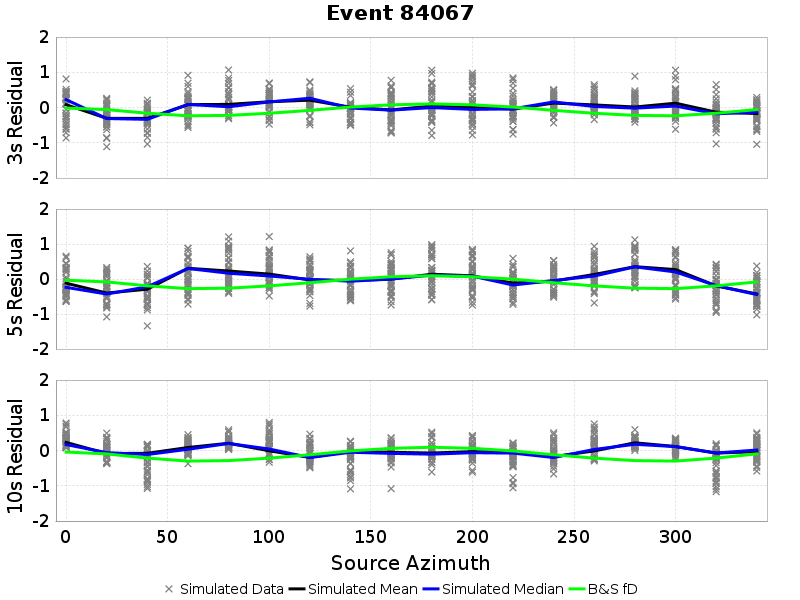 Event 84067
2
1
0
-1
-2
3s Residual
2
1
0
-1
-2
5s Residual
2
1
0
-1
-2
10s Residual
0 50 100 150 200 250 300
Source Azimuth
Simulated Data Simulated Mean Simulated Median B&S fD